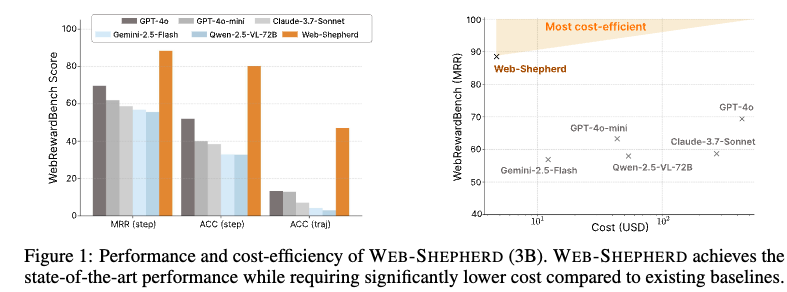 GPT-4o GPT-4o-mini Claude-3.7-Sonnet
Gemini-2.5-Flash Qwen-2.5-VL-72B Web-Shepherd
WebRewardBench Score
100
80
60
40
20
0
MRR (step) ACC (step) ACC (traj)
WebRewardBench (MRR)
100
90
80
70
60
50
40
Most cost-efficient
Web-Shepherd
GPT-4o
GPT-4o-mini
Claude-3.7-Sonnet
Gemini-2.5-Flash
Qwen-2.5-VL-72B
10¹ 10²
Cost (USD)
Figure 1: Performance and cost-efficiency of WEB-SHEPHERD (3B). WEB-SHEPHERD achieves the
state-of-the-art performance while requiring significantly lower cost compared to existing baselines.